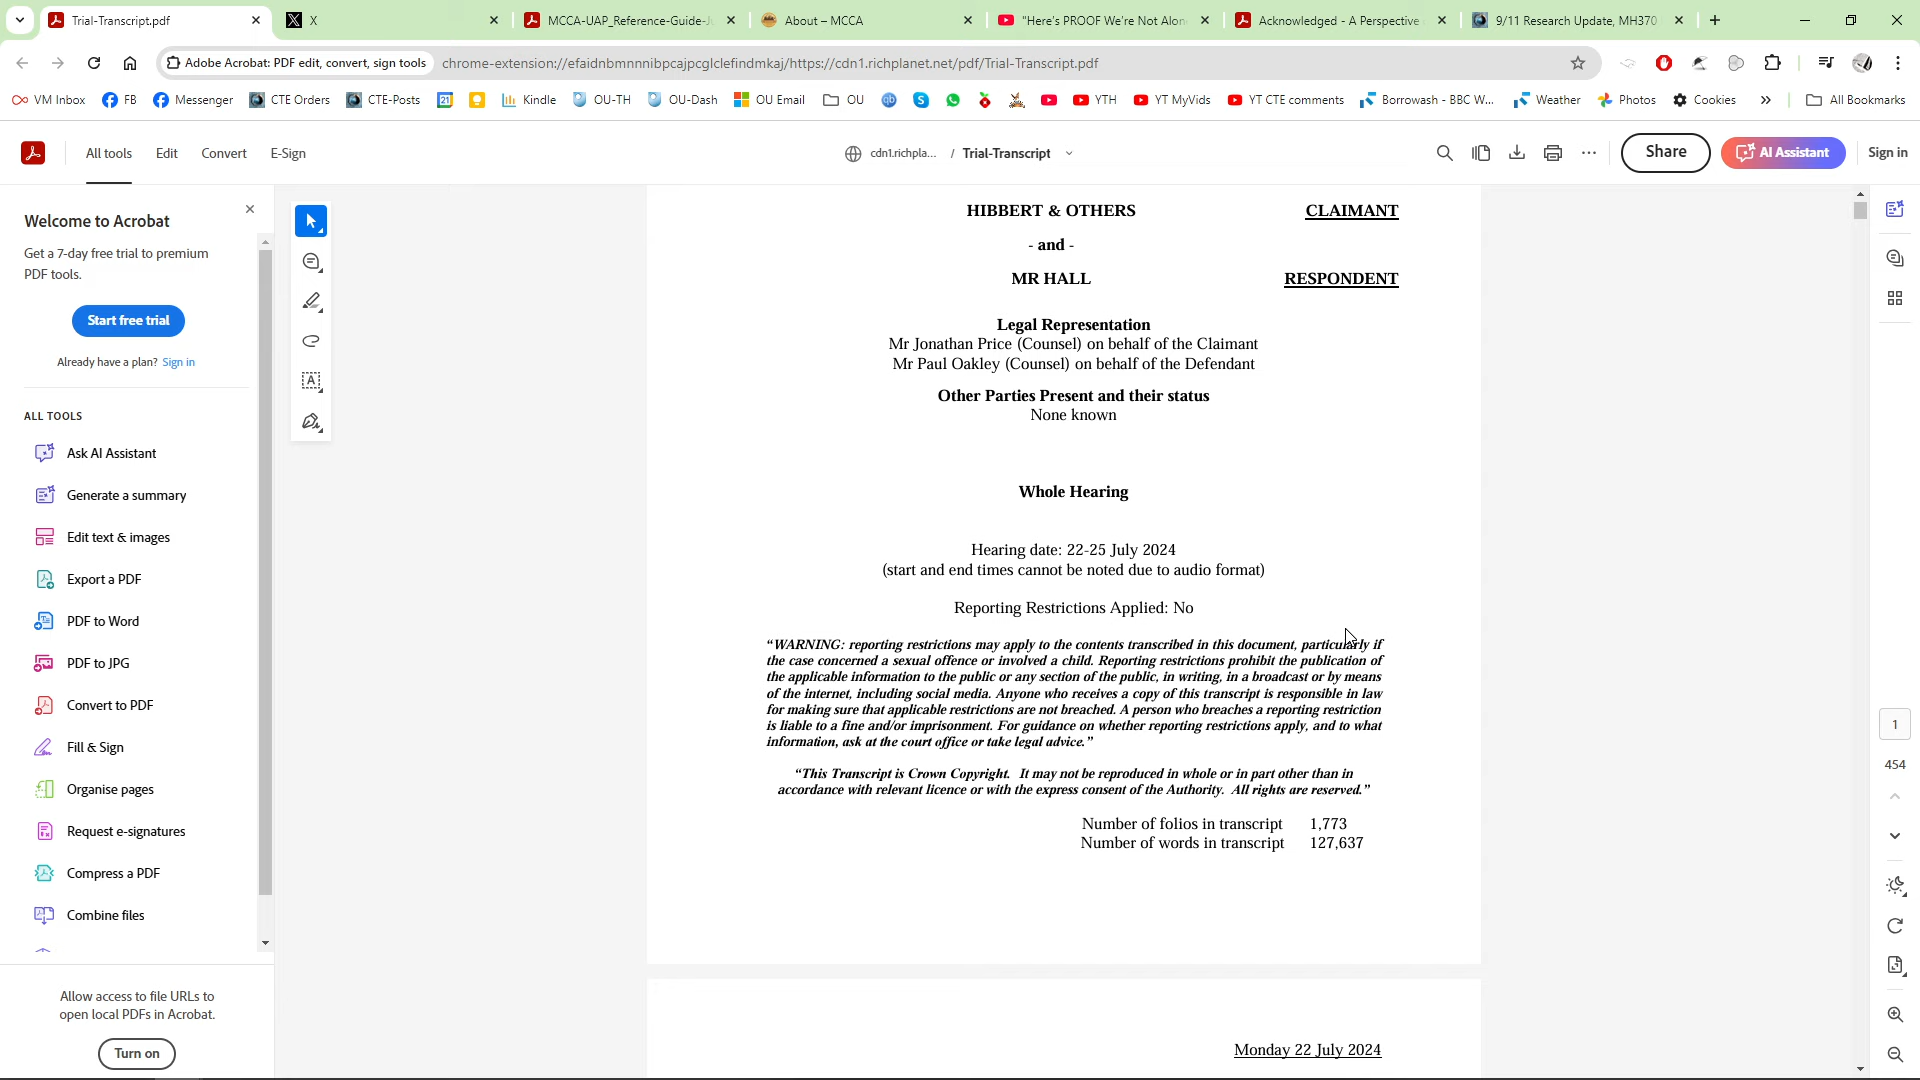 Trial-Transcript.pdf
X
MCCA-UAP_Reference-Guide-Ju
About – MCCA
"Here's PROOF We're Not Alon
Acknowledged - A Perspective
9/11 Research Update, MH370
Adobe Acrobat: PDF edit, convert, sign tools
chrome-extension://efaidnbmnnnibpcajpcglclefindmkaj/https://cdn1.richplanet.net/pdf/Trial-Transcript.pdf
VM Inbox
FB
Messenger
CTE Orders
CTE-Posts
Kindle
OU-TH
OU-Dash
OU Email
OU
YTH
YT MyVids
YT CTE comments
Borrowash - BBC W...
Weather
Photos
Cookies
All Bookmarks
All tools
Edit
Convert
E-Sign
cdn1.richpla...
/
Trial-Transcript
Share
AI Assistant
Sign in
Welcome to Acrobat
Get a 7-day free trial to premium
PDF tools.
Start free trial
Already have a plan? Sign in
ALL TOOLS
Ask AI Assistant
Generate a summary
Edit text & images
Export a PDF
PDF to Word
PDF to JPG
Convert to PDF
Fill & Sign
Organise pages
Request e-signatures
Compress a PDF
Combine files
Allow access to file URLs to
open local PDFs in Acrobat.
Turn on
HIBBERT & OTHERS CLAIMANT
- and -
MR HALL RESPONDENT
Legal Representation
Mr Jonathan Price (Counsel) on behalf of the Claimant
Mr Paul Oakley (Counsel) on behalf of the Defendant
Other Parties Present and their status
None known
Whole Hearing
Hearing date: 22-25 July 2024
(start and end times cannot be noted due to audio format)
Reporting Restrictions Applied: No
“WARNING: reporting restrictions may apply to the contents transcribed in this document, particularly if
the case concerned a sexual offence or involved a child. Reporting restrictions prohibit the publication of
the applicable information to the public or any section of the public, in writing, in a broadcast or by means
of the internet, including social media. Anyone who receives a copy of this transcript is responsible in law
for making sure that applicable restrictions are not breached. A person who breaches a reporting restriction
is liable to a fine and/or imprisonment. For guidance on whether reporting restrictions apply, and to what
information, ask at the court office or take legal advice.”
“This Transcript is Crown Copyright. It may not be reproduced in whole or in part other than in
accordance with relevant licence or with the express consent of the Authority. All rights are reserved.”
Number of folios in transcript 1,773
Number of words in transcript 127,637
Monday 22 July 2024
1
454